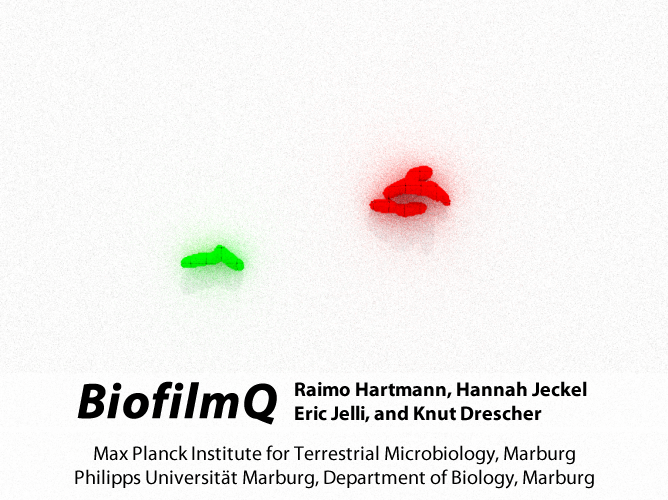 BiofilmQ
Raimo Hartmann, Hannah Jeckel
Eric Jelli, and Knut Drescher
Max Planck Institute for Terrestrial Microbiology, Marburg
Philipps Universität Marburg, Department of Biology, Marburg